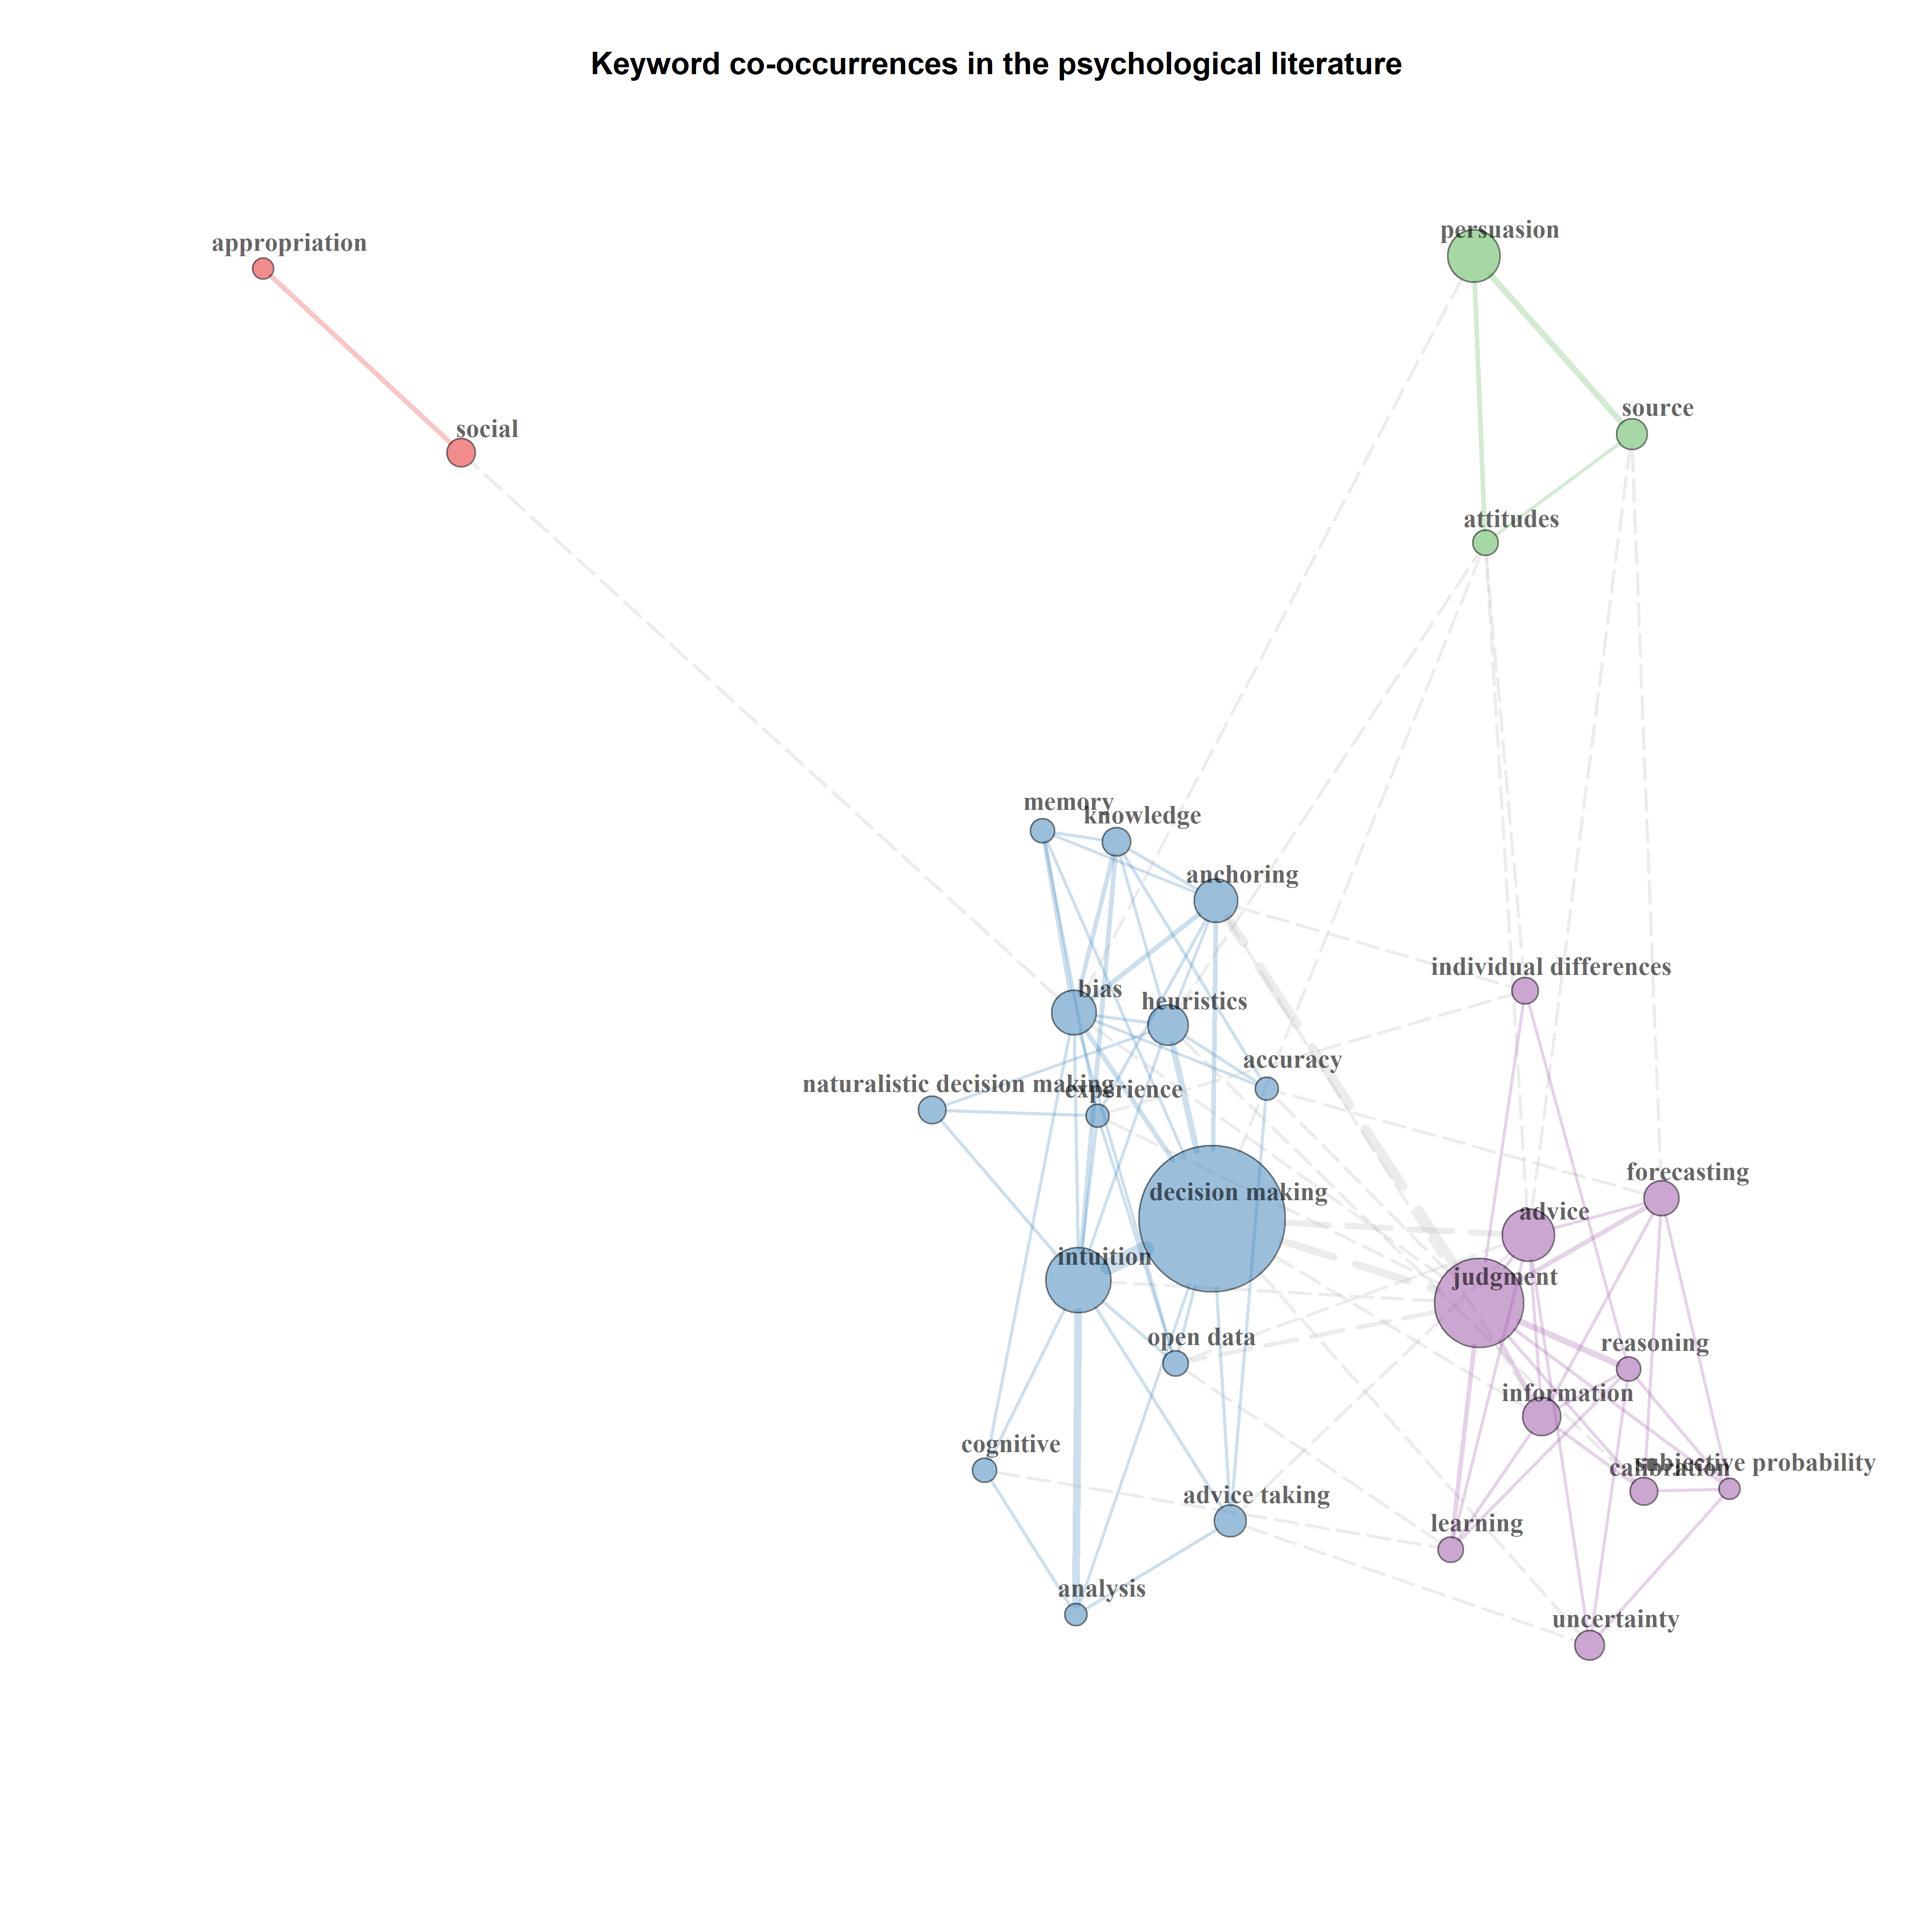 Keyword co-occurrences in the psychological literature
persuasion
appropriation
source
social
attitudes
memory
knowledge
anchoring
individual differences
bias
heuristics
accuracy
naturalistic decision making
experience
forecasting
decision making
advice
intuition
judgment
open data
reasoning
information
cognitive
subjective probability
calibration
advice taking
learning
analysis
uncertainty